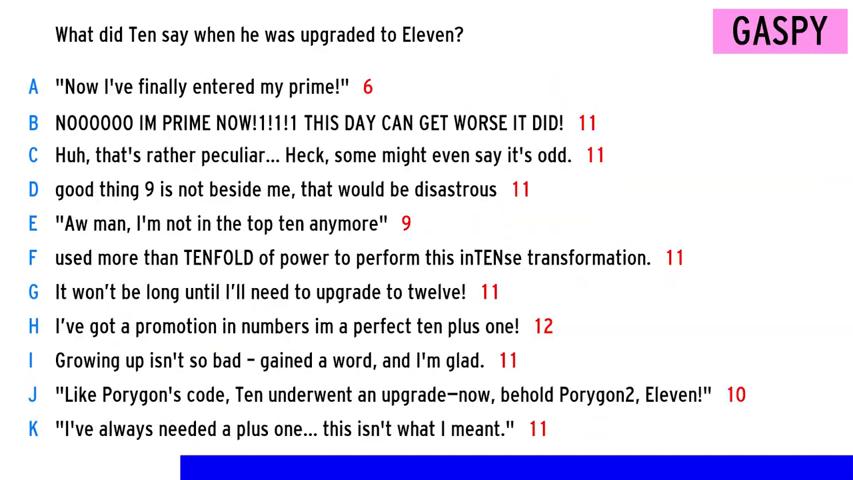 What did Ten say when he was upgraded to Eleven?
GASPY
A "Now I've finally entered my prime!" 6
B NOOOOOO IM PRIME NOW!1!1!1 THIS DAY CAN GET WORSE IT DID! 11
C Huh, that's rather peculiar... Heck, some might even say it's odd. 11
D good thing 9 is not beside me, that would be disastrous 11
E "Aw man, I'm not in the top ten anymore" 9
F used more than TENFOLD of power to perform this inTENse transformation. 11
G It won’t be long until I’ll need to upgrade to twelve! 11
H I’ve got a promotion in numbers im a perfect ten plus one! 12
I Growing up isn't so bad – gained a word, and I'm glad. 11
J "Like Porygon's code, Ten underwent an upgrade—now, behold Porygon2, Eleven!" 10
K "I've always needed a plus one... this isn't what I meant." 11